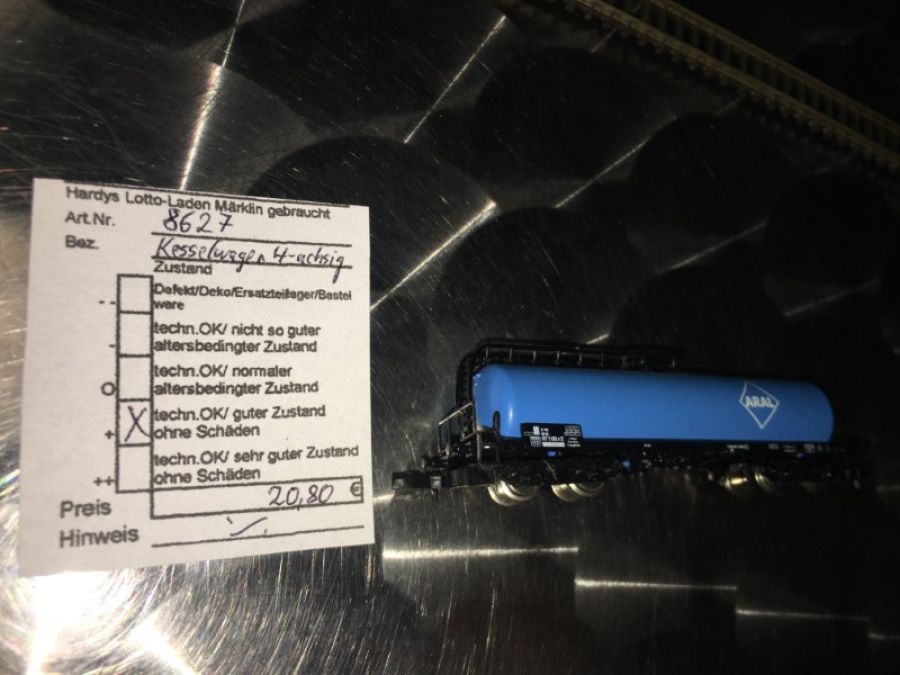 Hardys Lotto-Laden Märklin gebraucht
Art.Nr. 8627
Bez. Kesselwagen 4-achsig
Zustand
-- Defekt/Deko/Ersatzteillager/Bastel
ware
- techn.OK/ nicht so guter
altersbedingter Zustand
O techn.OK/ normaler
altersbedingter Zustand
X
+ techn.OK/ guter Zustand
ohne Schäden
++ techn.OK/ sehr guter Zustand
ohne Schäden
Preis 20,80 €
Hinweis ./.
ARAL